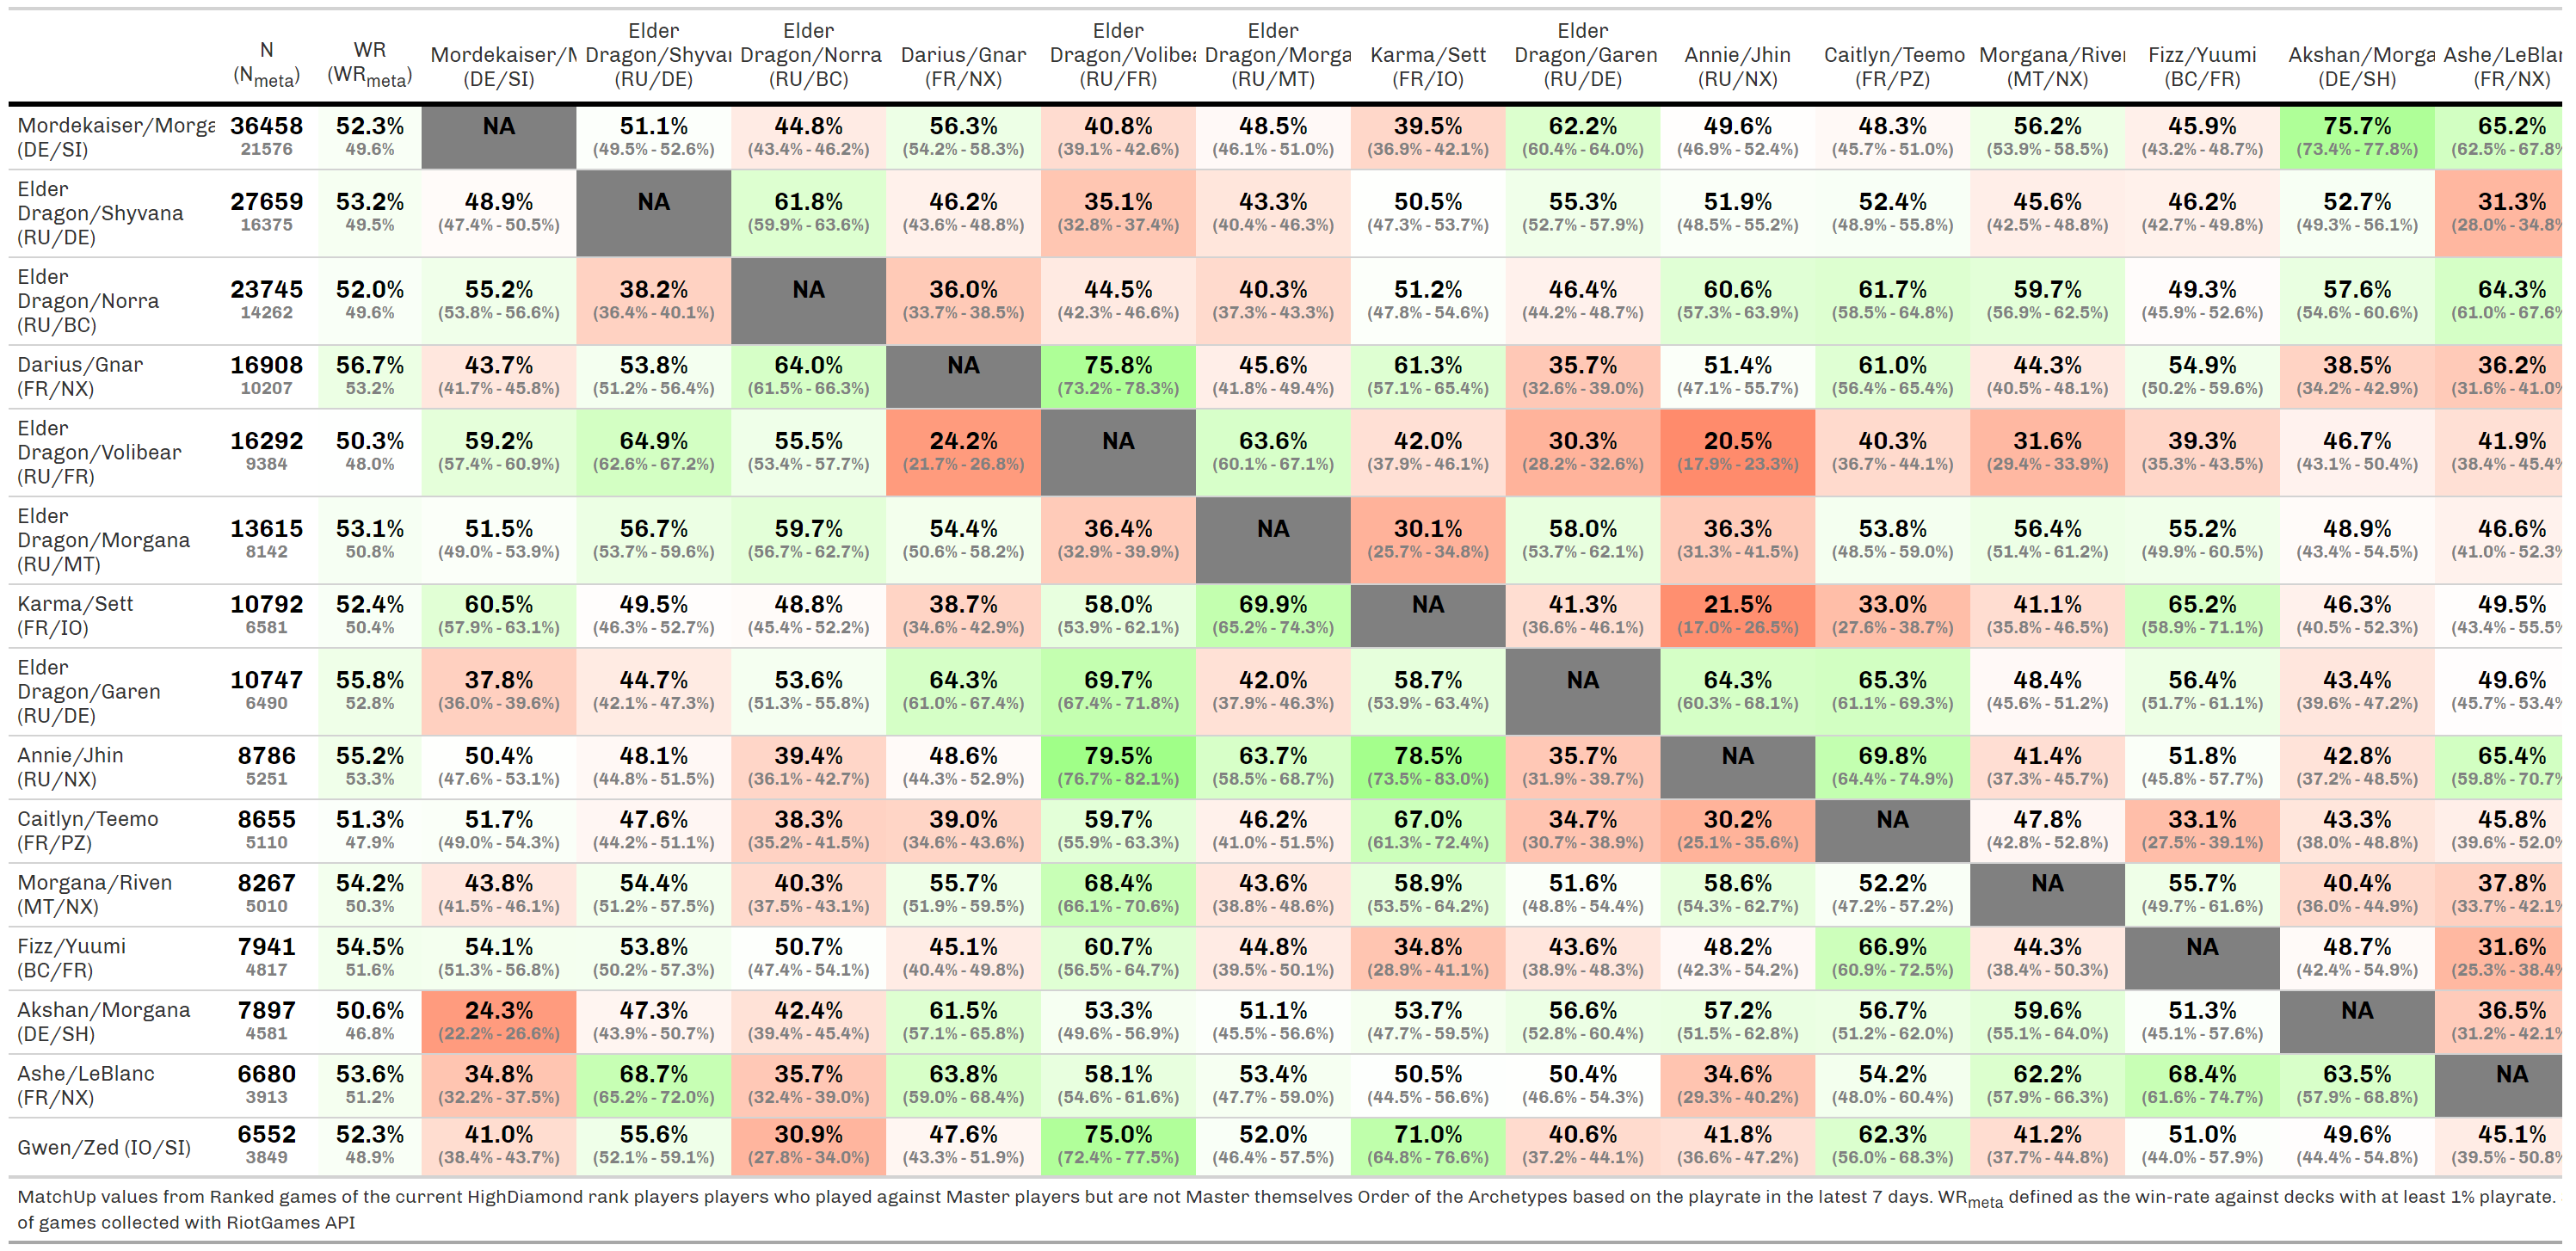 N (Nmeta)
WR (WRmeta)
Mordekaiser/M (DE/SI)
Elder Dragon/Shyvan (RU/DE)
Elder Dragon/Norra (RU/BC)
Darius/Gnar (FR/NX)
Elder Dragon/Volibea (RU/FR)
Elder Dragon/Morga (RU/MT)
Karma/Sett (FR/IO)
Elder Dragon/Garen (RU/DE)
Annie/Jhin (RU/NX)
Caitlyn/Teemo (FR/PZ)
Morgana/Riven (MT/NX)
Fizz/Yuumi (BC/FR)
Akshan/Morga (DE/SH)
Ashe/LeBlan (FR/NX)
Mordekaiser/Morga 36458 52.3% NA 51.1% 44.8% 56.3% 40.8% 48.5% 39.5% 62.2% 49.6% 48.3% 56.2% 45.9% 75.7% 65.2%
(DE/SI) 21576 49.6% (49.5% - 52.6%) (43.4% - 46.2%) (54.2% - 58.3%) (39.1% - 42.6%) (46.1% - 51.0%) (36.9% - 42.1%) (60.4% - 64.0%) (46.9% - 52.4%) (45.7% - 51.0%) (53.9% - 58.5%) (43.2% - 48.7%) (73.4% - 77.8%) (62.5% - 67.8%
Elder
Dragon/Shyvana 27659 53.2% 48.9% NA 61.8% 46.2% 35.1% 43.3% 50.5% 55.3% 51.9% 52.4% 45.6% 46.2% 52.7% 31.3%
(RU/DE) 16375 49.5% (47.4% - 50.5%) (59.9% - 63.6%) (43.6% - 48.8%) (32.8% - 37.4%) (40.4% - 46.3%) (47.3% - 53.7%) (52.7% - 57.9%) (48.5% - 55.2%) (48.9% - 55.8%) (42.5% - 48.8%) (42.7% - 49.8%) (49.3% - 56.1%) (28.0% - 34.8%
Elder
Dragon/Norra 23745 52.0% 55.2% 38.2% NA 36.0% 44.5% 40.3% 51.2% 46.4% 60.6% 61.7% 59.7% 49.3% 57.6% 64.3%
(RU/BC) 14262 49.6% (53.8% - 56.6%) (36.4% - 40.1%) (33.7% - 38.5%) (42.3% - 46.6%) (37.3% - 43.3%) (47.8% - 54.6%) (44.2% - 48.7%) (57.3% - 63.9%) (58.5% - 64.8%) (56.9% - 62.5%) (45.9% - 52.6%) (54.6% - 60.6%) (61.0% - 67.6%
Darius/Gnar 16908 56.7% 43.7% 53.8% 64.0% NA 75.8% 45.6% 61.3% 35.7% 51.4% 61.0% 44.3% 54.9% 38.5% 36.2%
(FR/NX) 10207 53.2% (41.7% - 45.8%) (51.2% - 56.4%) (61.5% - 66.3%) (73.2% - 78.3%) (41.8% - 49.4%) (57.1% - 65.4%) (32.6% - 39.0%) (47.1% - 55.7%) (56.4% - 65.4%) (40.5% - 48.1%) (50.2% - 59.6%) (34.2% - 42.9%) (31.6% - 41.0%
Elder
Dragon/Volibear 16292 50.3% 59.2% 64.9% 55.5% 24.2% NA 63.6% 42.0% 30.3% 20.5% 40.3% 31.6% 39.3% 46.7% 41.9%
(RU/FR) 9384 48.0% (57.4% - 60.9%) (62.6% - 67.2%) (53.4% - 57.7%) (21.7% - 26.8%) (60.1% - 67.1%) (37.9% - 46.1%) (28.2% - 32.6%) (17.9% - 23.3%) (36.7% - 44.1%) (29.4% - 33.9%) (35.3% - 43.5%) (43.1% - 50.4%) (38.4% - 45.4%
Elder
Dragon/Morgana 13615 53.1% 51.5% 56.7% 59.7% 54.4% 36.4% NA 30.1% 58.0% 36.3% 53.8% 56.4% 55.2% 48.9% 46.6%
(RU/MT) 8142 50.8% (49.0% - 53.9%) (53.7% - 59.6%) (56.7% - 62.7%) (50.6% - 58.2%) (32.9% - 39.9%) (25.7% - 34.8%) (53.7% - 62.1%) (31.3% - 41.5%) (48.5% - 59.0%) (51.4% - 61.2%) (49.9% - 60.5%) (43.4% - 54.5%) (41.0% - 52.3%
Karma/Sett 10792 52.4% 60.5% 49.5% 48.8% 38.7% 58.0% 69.9% NA 41.3% 21.5% 33.0% 41.1% 65.2% 46.3% 49.5%
(FR/IO) 6581 50.4% (57.9% - 63.1%) (46.3% - 52.7%) (45.4% - 52.2%) (34.6% - 42.9%) (53.9% - 62.1%) (65.2% - 74.3%) (36.6% - 46.1%) (17.0% - 26.5%) (27.6% - 38.7%) (35.8% - 46.5%) (58.9% - 71.1%) (40.5% - 52.3%) (43.4% - 55.5%
Elder
Dragon/Garen 10747 55.8% 37.8% 44.7% 53.6% 64.3% 69.7% 42.0% 58.7% NA 64.3% 65.3% 48.4% 56.4% 43.4% 49.6%
(RU/DE) 6490 52.8% (36.0% - 39.6%) (42.1% - 47.3%) (51.3% - 55.8%) (61.0% - 67.4%) (67.4% - 71.8%) (37.9% - 46.3%) (53.9% - 63.4%) (60.3% - 68.1%) (61.1% - 69.3%) (45.6% - 51.2%) (51.7% - 61.1%) (39.6% - 47.2%) (45.7% - 53.4%
Annie/Jhin 8786 55.2% 50.4% 48.1% 39.4% 48.6% 79.5% 63.7% 78.5% 35.7% NA 69.8% 41.4% 51.8% 42.8% 65.4%
(RU/NX) 5251 53.3% (47.6% - 53.1%) (44.8% - 51.5%) (36.1% - 42.7%) (44.3% - 52.9%) (76.7% - 82.1%) (58.5% - 68.7%) (73.5% - 83.0%) (31.9% - 39.7%) (64.4% - 74.9%) (37.3% - 45.7%) (45.8% - 57.7%) (37.2% - 48.5%) (59.8% - 70.7%
Caitlyn/Teemo 8655 51.3% 51.7% 47.6% 38.3% 39.0% 59.7% 46.2% 67.0% 34.7% 30.2% NA 47.8% 33.1% 43.3% 45.8%
(FR/PZ) 5110 47.9% (49.0% - 54.3%) (44.2% - 51.1%) (35.2% - 41.5%) (34.6% - 43.6%) (55.9% - 63.3%) (41.0% - 51.5%) (61.3% - 72.4%) (30.7% - 38.9%) (25.1% - 35.6%) (42.8% - 52.8%) (27.5% - 39.1%) (38.0% - 48.8%) (39.6% - 52.0%
Morgana/Riven 8267 54.2% 43.8% 54.4% 40.3% 55.7% 68.4% 43.6% 58.9% 51.6% 58.6% 52.2% NA 55.7% 40.4% 37.8%
(MT/NX) 5010 50.3% (41.5% - 46.1%) (51.2% - 57.5%) (37.5% - 43.1%) (51.9% - 59.5%) (66.1% - 70.6%) (38.8% - 48.6%) (53.5% - 64.2%) (48.8% - 54.4%) (54.3% - 62.7%) (47.2% - 57.2%) (49.7% - 61.6%) (36.0% - 44.9%) (33.7% - 42.1%
Fizz/Yuumi 7941 54.5% 54.1% 53.8% 50.7% 45.1% 60.7% 44.8% 34.8% 43.6% 48.2% 66.9% 44.3% NA 48.7% 31.6%
(BC/FR) 4817 51.6% (51.3% - 56.8%) (50.2% - 57.3%) (47.4% - 54.1%) (40.4% - 49.8%) (56.5% - 64.7%) (39.5% - 50.1%) (28.9% - 41.1%) (38.9% - 48.3%) (42.3% - 54.2%) (60.9% - 72.5%) (38.4% - 50.3%) (42.4% - 54.9%) (25.3% - 38.4%
Akshan/Morgana 7897 50.6% 24.3% 47.3% 42.4% 61.5% 53.3% 51.1% 53.7% 56.6% 57.2% 56.7% 59.6% 51.3% NA 36.5%
(DE/SH) 4581 46.8% (22.2% - 26.6%) (43.9% - 50.7%) (39.4% - 45.4%) (57.1% - 65.8%) (49.6% - 56.9%) (45.5% - 56.6%) (47.7% - 59.5%) (52.8% - 60.4%) (51.5% - 62.8%) (51.2% - 62.0%) (55.1% - 64.0%) (45.1% - 57.6%) (31.2% - 42.1%
Ashe/LeBlanc 6680 53.6% 34.8% 68.7% 35.7% 63.8% 58.1% 53.4% 50.5% 50.4% 34.6% 54.2% 62.2% 68.4% 63.5% NA
(FR/NX) 3913 51.2% (32.2% - 37.5%) (65.2% - 72.0%) (32.4% - 39.0%) (59.0% - 68.4%) (54.6% - 61.6%) (47.7% - 59.0%) (44.5% - 56.6%) (46.6% - 54.3%) (29.3% - 40.2%) (48.0% - 60.4%) (57.9% - 66.3%) (61.6% - 74.7%) (57.9% - 68.8%)
Gwen/Zed (IO/SI) 6552 52.3% 41.0% 55.6% 30.9% 47.6% 75.0% 52.0% 71.0% 40.6% 41.8% 62.3% 41.2% 51.0% 49.6% 45.1%
3849 48.9% (38.4% - 43.7%) (52.1% - 59.1%) (27.8% - 34.0%) (43.3% - 51.9%) (72.4% - 77.5%) (46.4% - 57.5%) (64.8% - 76.6%) (37.2% - 44.1%) (36.6% - 47.2%) (56.0% - 68.3%) (37.7% - 44.8%) (44.0% - 57.9%) (44.4% - 54.8%) (39.5% - 50.8%
MatchUp values from Ranked games of the current HighDiamond rank players players who played against Master players but are not Master themselves Order of the Archetypes based on the playrate in the latest 7 days. WRmeta defined as the win-rate against decks with at least 1% playrate.
of games collected with RiotGames API